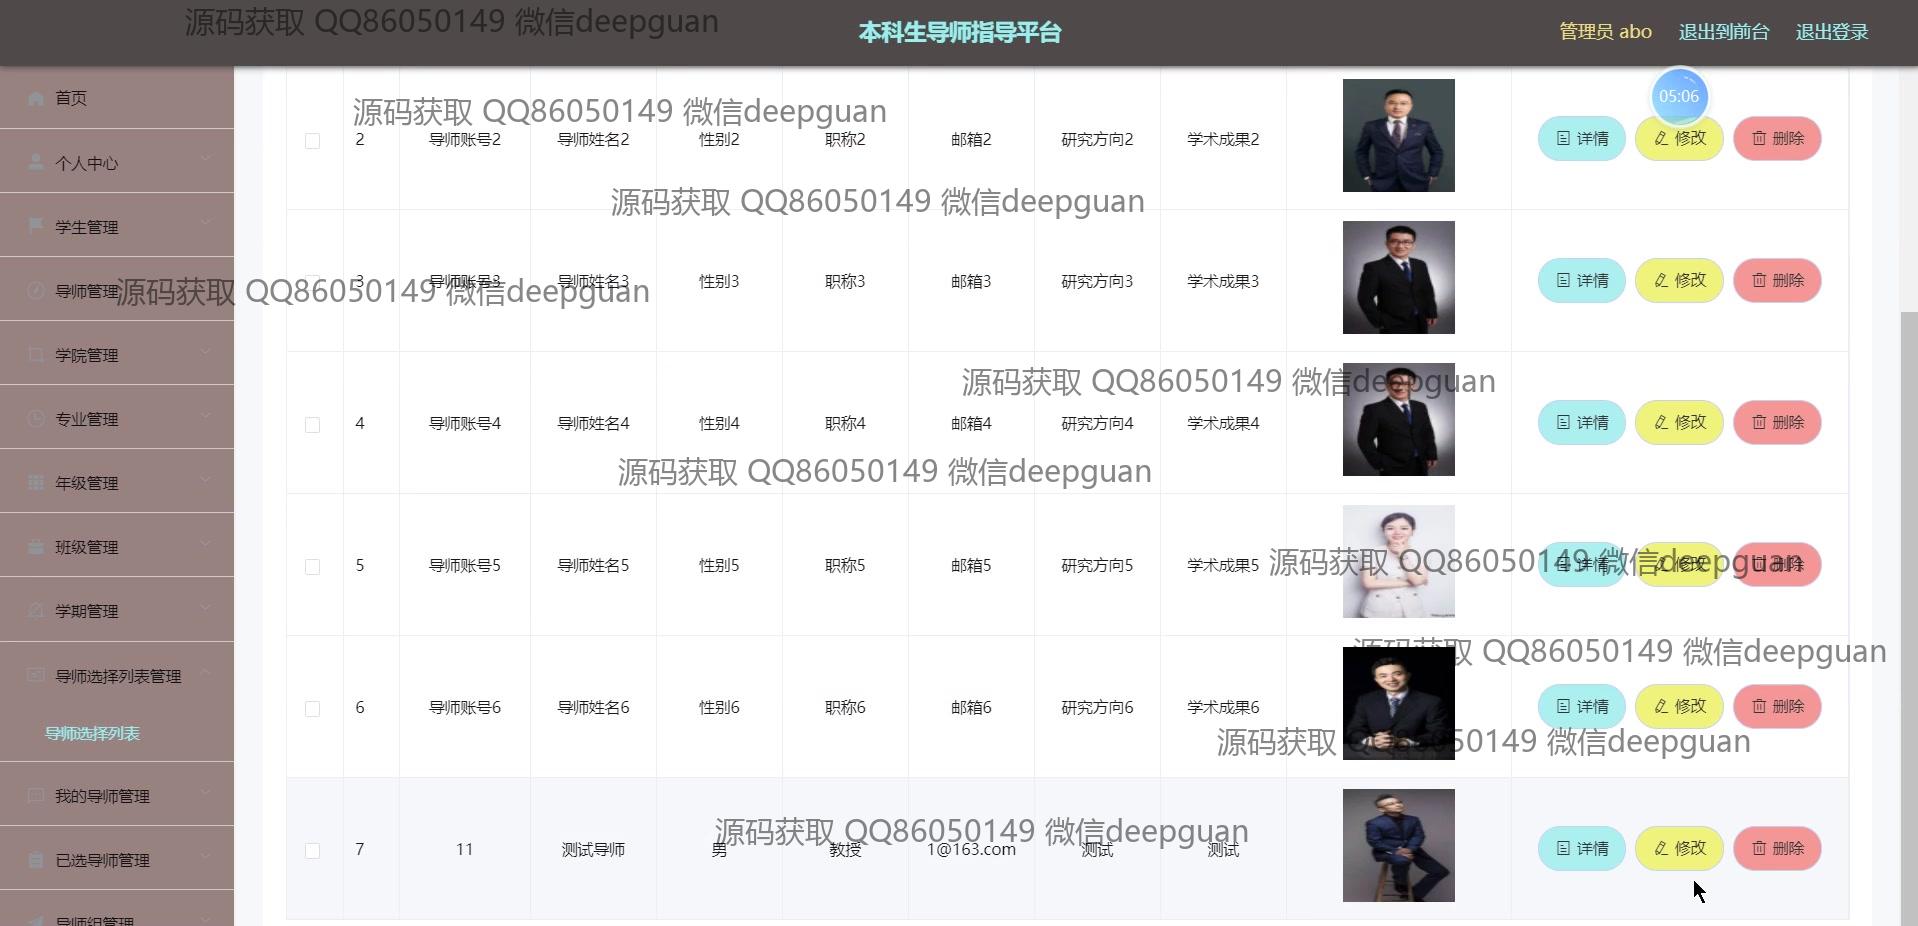 源码获取 QQ86050149 微信deepguan
本科生导师指导平台
管理员 abo 退出到前台 退出登录
首页
个人中心
学生管理
导师管理
学院管理
专业管理
年级管理
班级管理
学期管理
导师选择列表管理
导师选择列表
我的导师管理
已选导师管理
导师组管理
05:06
源码获取 QQ86050149 微信deepguan
2 导师账号2 导师姓名2 性别2 职称2 邮箱2 研究方向2 学术成果2 详情 修改 删除
源码获取 QQ86050149 微信deepguan
3 导师账号3 导师姓名3 性别3 职称3 邮箱3 研究方向3 学术成果3 详情 修改 删除
源码获取 QQ86050149 微信deepguan
源码获取 QQ86050149 微信deepguan
4 导师账号4 导师姓名4 性别4 职称4 邮箱4 研究方向4 学术成果4 详情 修改 删除
源码获取 QQ86050149 微信deepguan
5 导师账号5 导师姓名5 性别5 职称5 邮箱5 研究方向5 学术成果5 详情 修改 删除
源码获取 QQ86050149 微信deepguan
源码获取 QQ86050149 微信deepguan
6 导师账号6 导师姓名6 性别6 职称6 邮箱6 研究方向6 学术成果6 详情 修改 删除
源码获取 QQ86050149 微信deepguan
源码获取 QQ86050149 微信deepguan
7 11 测试导师 男 教授 1@163.com 测试 测试 详情 修改 删除